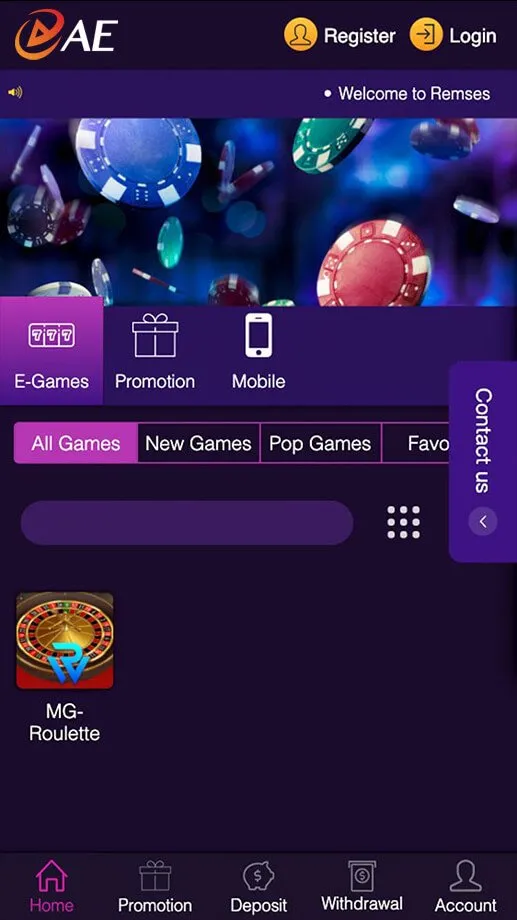 AE
Register
Login
• Welcome to Remses
777
E-Games
Promotion
Mobile
Contact us
All Games
New Games
Pop Games
Favo
MG-
Roulette
Home
Promotion
Deposit
Withdrawal
Account